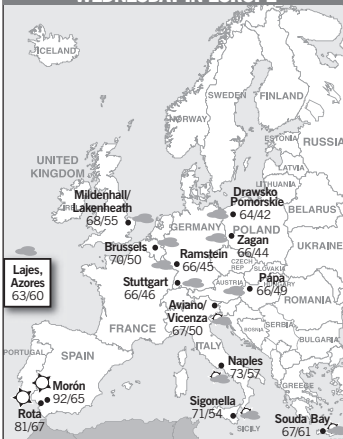 WEDNESDAY IN EUROPE
ICELAND
SWEDEN
FINLAND
NORWAY
ESTONIA
RUSSIA
LATVIA
UNITED
KINGDOM
LITHUANIA
Mildenhall/
Lakenheath
68/55
Drawsko
Pomorskie
64/42
BELARUS
GERMANY
POLAND
Brussels
70/50
Zagan
66/44
UKRAINE
Ramstein
66/45
CZECH
REP
SLOVAKIA
Lajes,
Azores
63/60
Stuttgart
66/46
AUSTRIA
Pápa
66/49
HUNGARY
Aviano/
Vicenza
67/50
ROMANIA
FRANCE
BOSNIA
SERBIA
ITALY
BULGARIA
PORTUGAL
SPAIN
Naples
73/57
Morón
92/65
GREECE
Rota
81/67
Sigonella
71/54
SICILY
Souda Bay
67/61